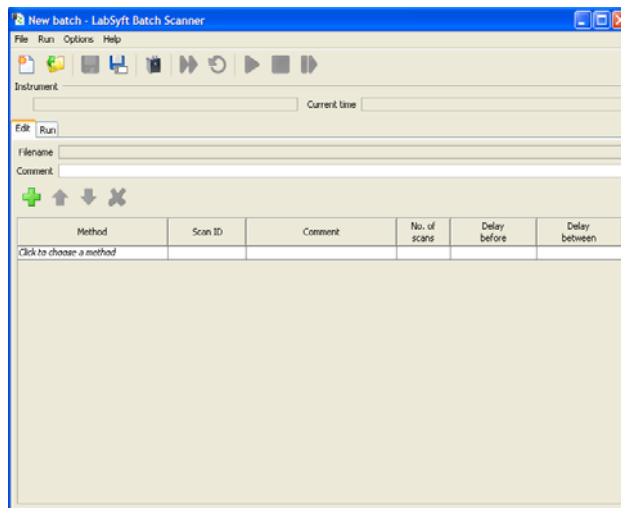 New batch - LabSyft Batch Scanner
File Run Options Help
Instrument
Current time
Edit Run
Filename
Comment
Method Scan ID Comment No. of scans Delay before Delay between
Click to choose a method